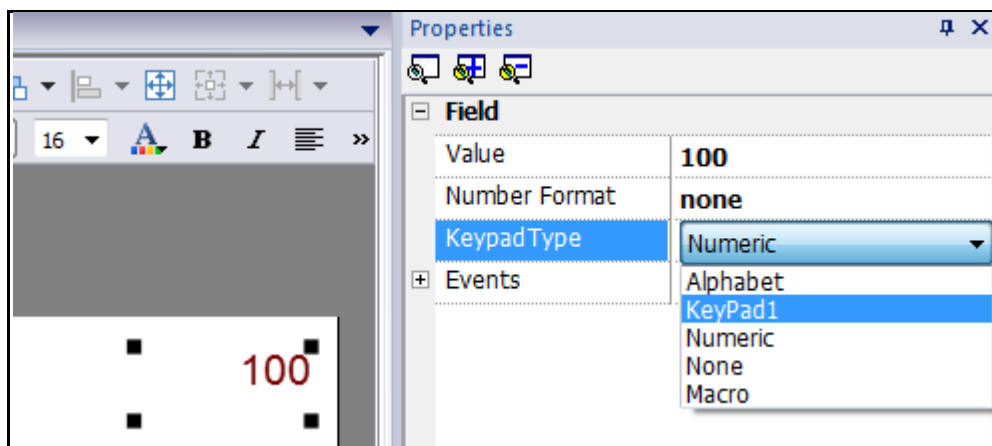 Properties
Field
16 A B I »
Value 100
Number Format none
KeypadType Numeric
Events
Alphabet
KeyPad1
Numeric
None
Macro
100